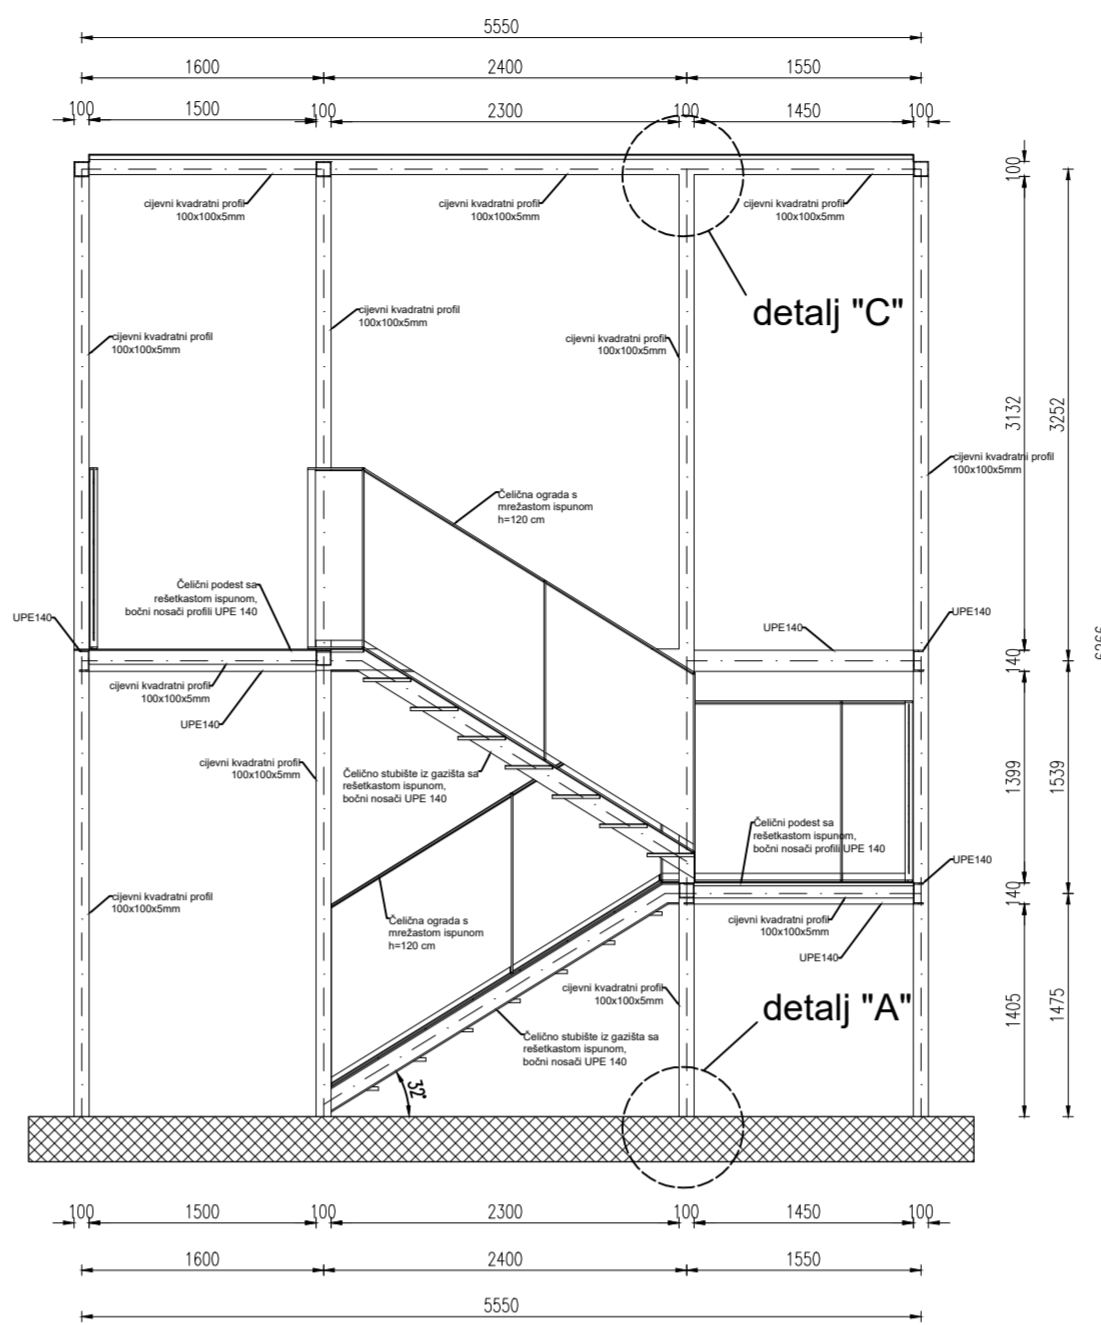 5550
1600 2400 1550
100 1500 100 2300 100 1450 100
100
cijevni kvadratni profil
100x100x5mm
cijevni kvadratni profil
100x100x5mm
cijevni kvadratni profil
100x100x5mm
detalj "C"
cijevni kvadratni profil
100x100x5mm
cijevni kvadratni profil
100x100x5mm
cijevni kvadratni profil
100x100x5mm
3132
3252
cijevni kvadratni profil
100x100x5mm
Čelična ograda s
mrežastom ispunom
h=120 cm
Čelični podest sa
rešetkastom ispunom,
bočni nosači profili UPE 140
UPE140
UPE140
UPE140
140
6266
cijevni kvadratni profil
100x100x5mm
UPE140
cijevni kvadratni profil
100x100x5mm
Čelično stubište iz gazišta sa
rešetkastom ispunom,
bočni nosači UPE 140
1399
1539
Čelični podest sa
rešetkastom ispunom,
bočni nosači profili UPE 140
UPE140
140
cijevni kvadratni profil
100x100x5mm
Čelična ograda s
mrežastom ispunom
h=120 cm
cijevni kvadratni profil
100x100x5mm
UPE140
cijevni kvadratni profil
100x100x5mm
detalj "A"
1405
1475
Čelično stubište iz gazišta sa
rešetkastom ispunom,
bočni nosači UPE 140
32°
100 1500 100 2300 100 1450 100
1600 2400 1550
5550